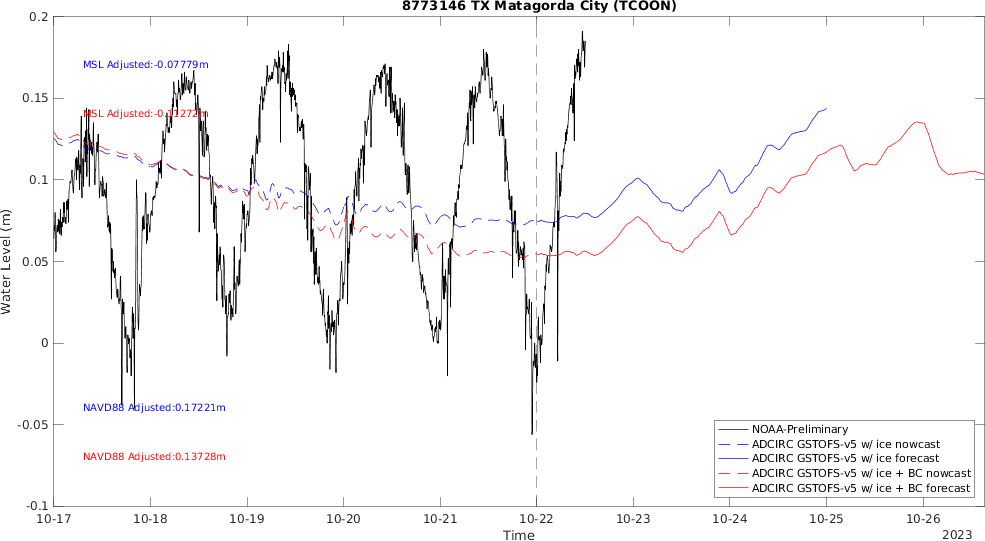 8773146 TX Matagorda City (TCOON)
0.2
0.15
0.1
0.05
0
-0.05
-0.1
Water Level (m)
MSL Adjusted:-0.07779m
MSL Adjusted:-0.11272m
NAVD88 Adjusted:0.17221m
NAVD88 Adjusted:0.13728m
NOAA-Preliminary
ADCIRC GSTOFS-v5 w/ ice nowcast
ADCIRC GSTOFS-v5 w/ ice forecast
ADCIRC GSTOFS-v5 w/ ice + BC nowcast
ADCIRC GSTOFS-v5 w/ ice + BC forecast
10-17 10-18 10-19 10-20 10-21 10-22 10-23 10-24 10-25 10-26
Time
2023